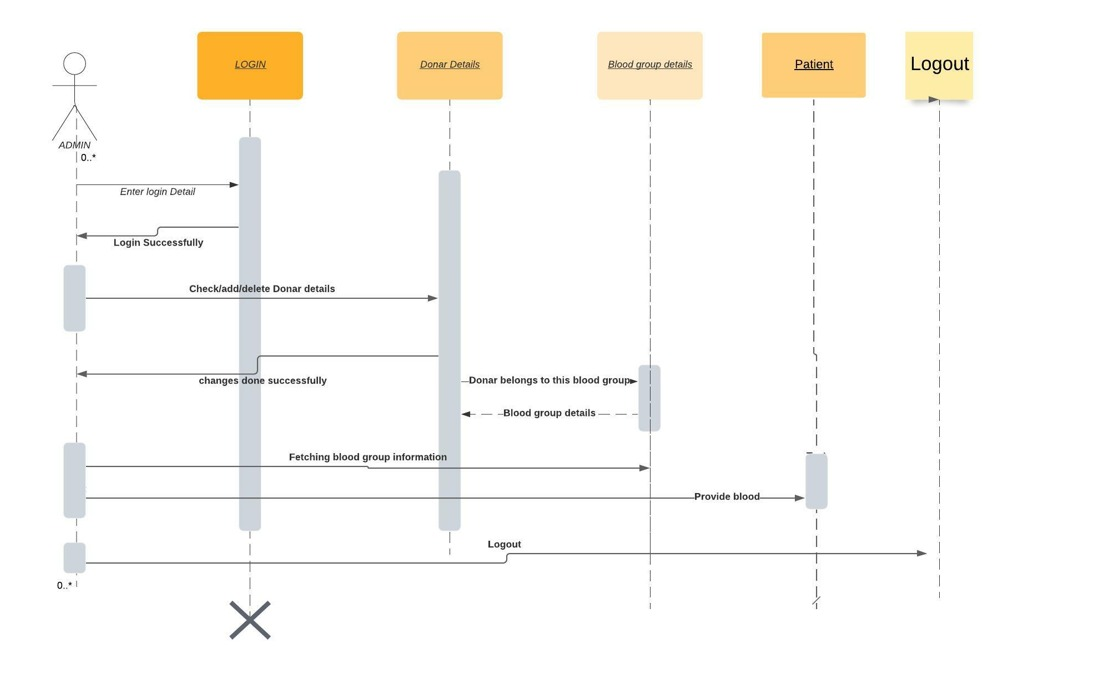 LOGIN
Donar Details
Blood group details
Patient
Logout
ADMIN
0..*
Enter login Detail
Login Successfully
Check/add/delete Donar details
changes done successfully
Donar belongs to this blood group
Blood group details
Fetching blood group information
Provide blood
Logout
0..*